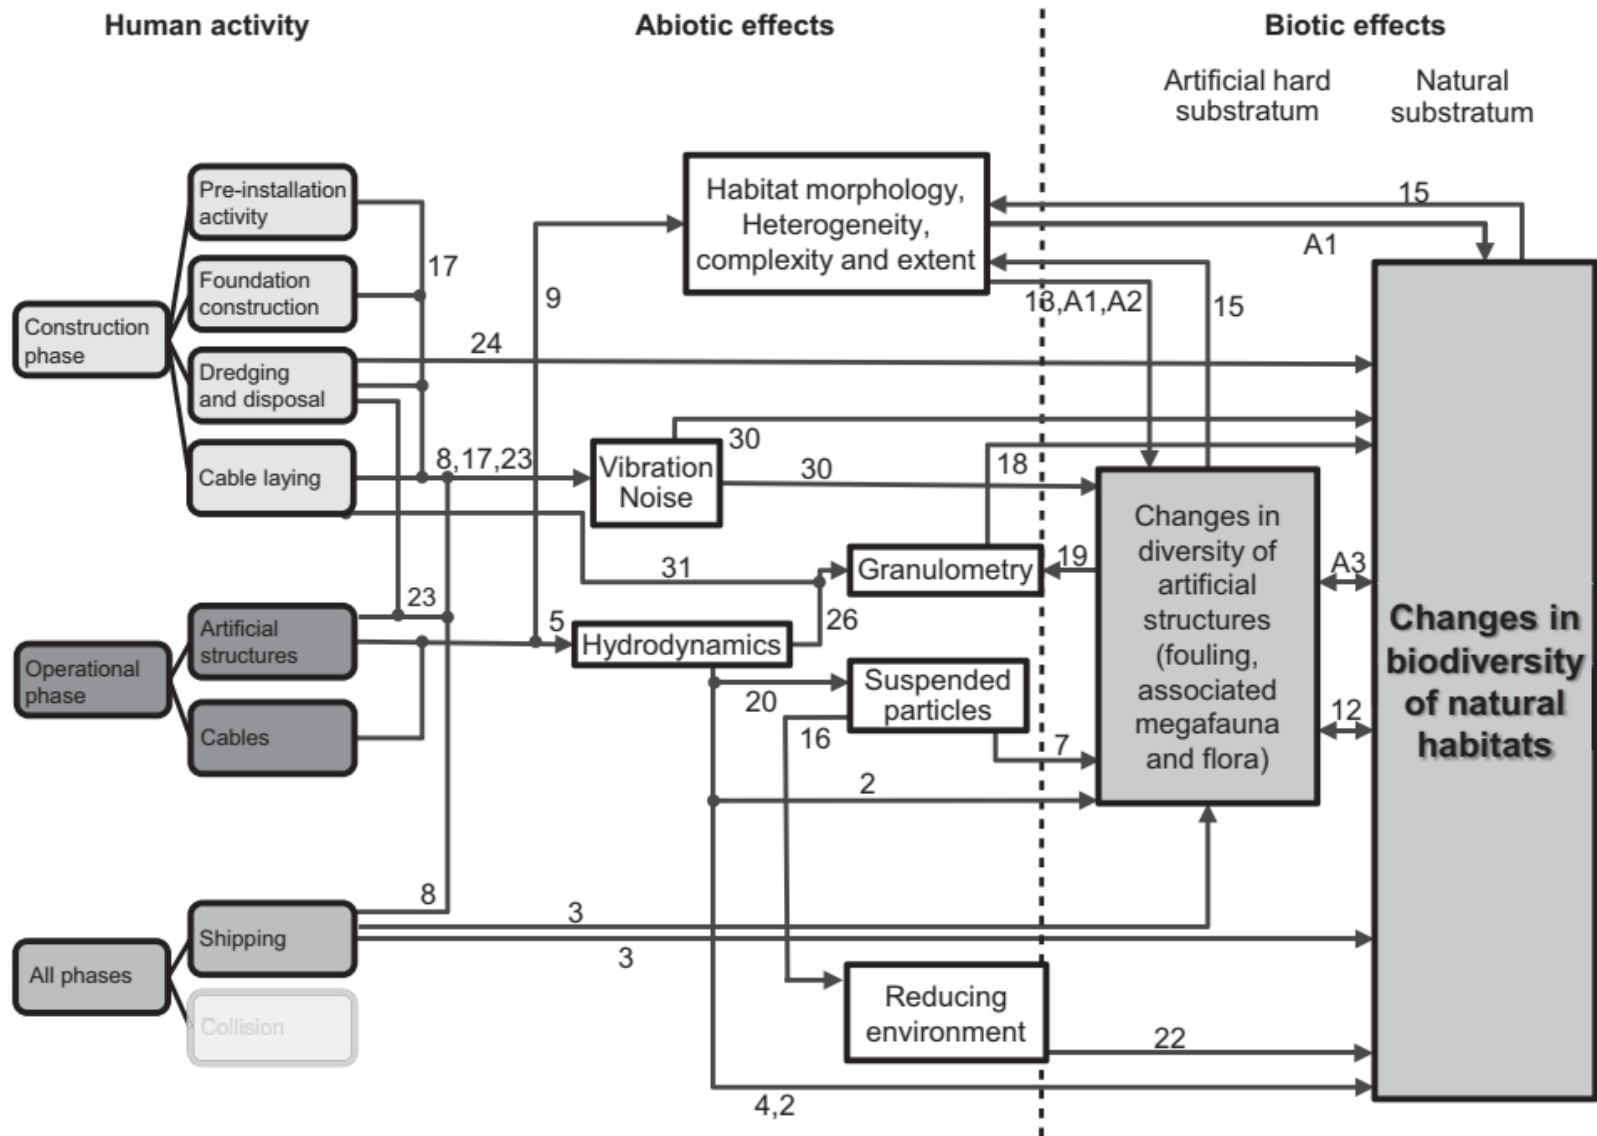 Human activity
Abiotic effects
Biotic effects
Artificial hard
substratum
Natural
substratum
Pre-installation
activity
Foundation
construction
Construction
phase
Dredging
and disposal
Cable laying
17
24
8,17,23
9
Habitat morphology,
Heterogeneity,
complexity and extent
15
A1
13,A1,A2
15
Vibration
Noise
30
30
18
31
Granulometry
19
26
23
5
Artificial
structures
Operational
phase
Cables
Hydrodynamics
20
Suspended
particles
16
7
2
Changes in
diversity of
artificial
structures
(fouling,
associated
megafauna
and flora)
A3
12
Changes in
biodiversity
of natural
habitats
8
3
3
Shipping
All phases
Collision
Reducing
environment
22
4,2